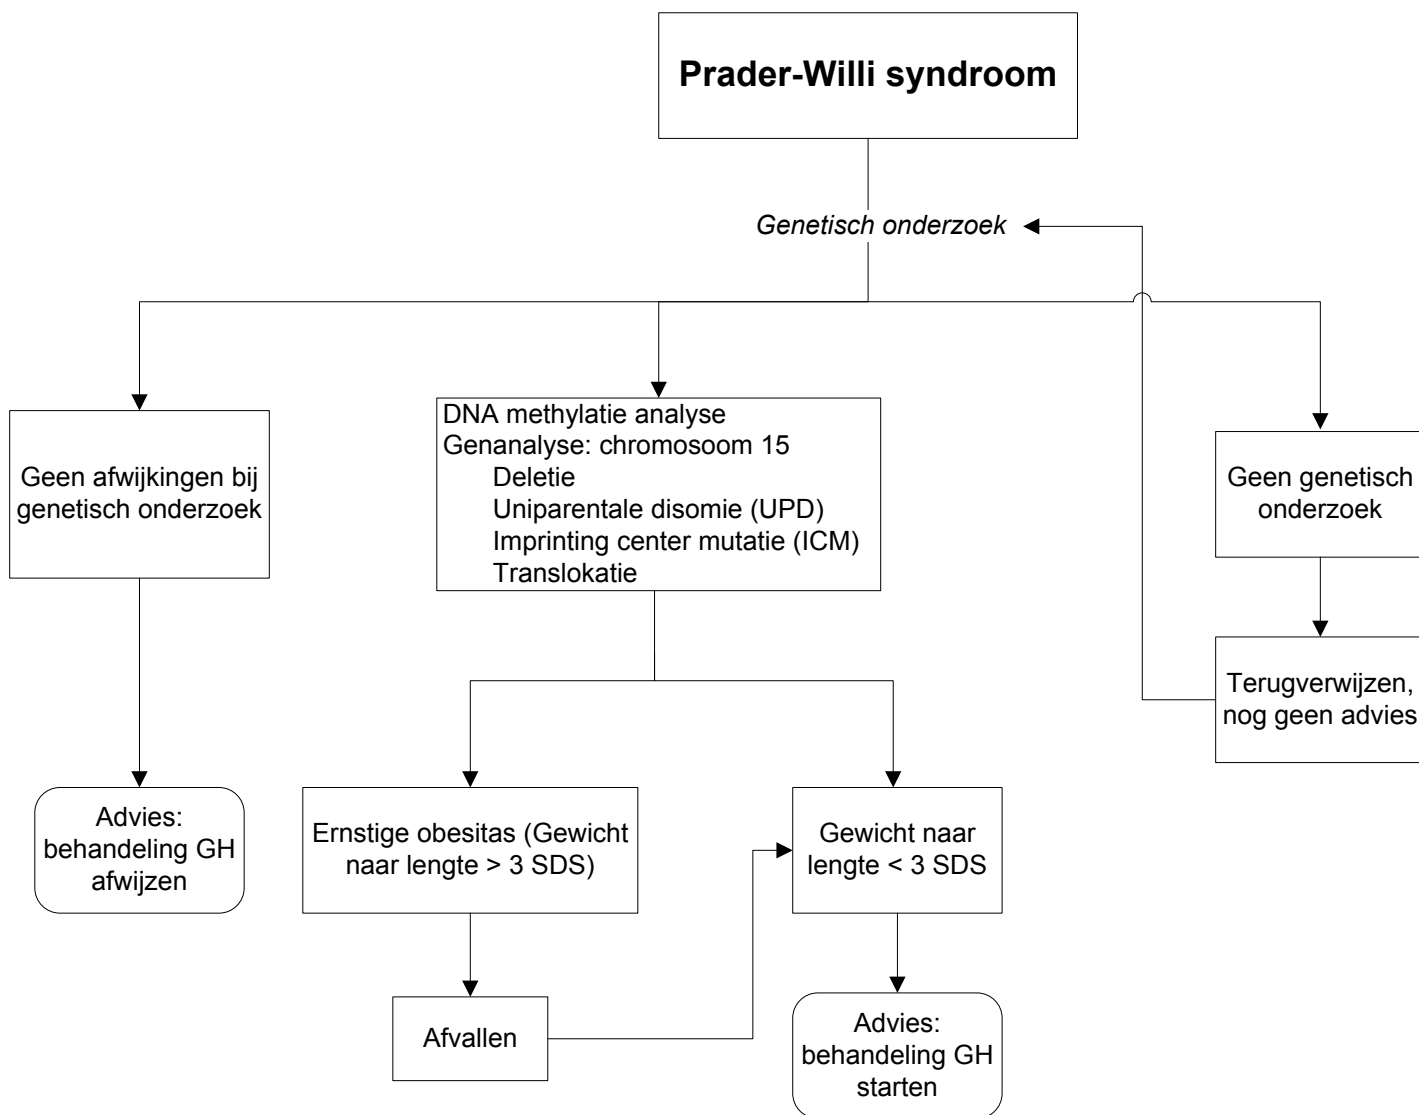 Prader-Willi syndroom
Genetisch onderzoek
Geen afwijkingen bij
genetisch onderzoek
DNA methylatie analyse
Genanalyse: chromosoom 15
Deletie
Uniparentale disomie (UPD)
Imprinting center mutatie (ICM)
Translokatie
Geen genetisch
onderzoek
Terugverwijzen,
nog geen advies
Advies:
behandeling GH
afwijzen
Ernstige obesitas (Gewicht
naar lengte > 3 SDS)
Gewicht naar
lengte < 3 SDS
Afvallen
Advies:
behandeling GH
starten